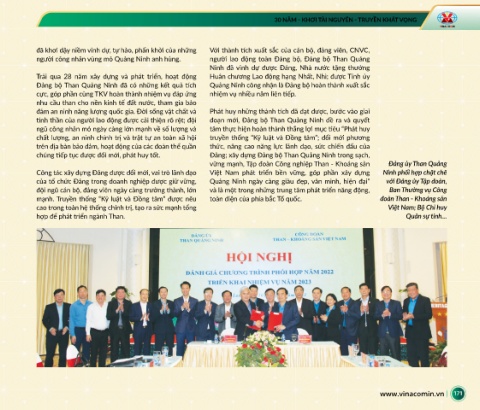 30 NĂM - KHƠI TÀI NGUYÊN - TRUYỀN KHÁT VỌNG
đã khơi dậy niềm vinh dự, tự hào, phấn khởi của những
người công nhân vùng mỏ Quảng Ninh anh hùng.
Trải qua 28 năm xây dựng và phát triển, hoạt động
Đảng bộ Than Quảng Ninh đã có những kết quả tích
cực, góp phần cùng TKV hoàn thành nhiệm vụ đáp ứng
nhu cầu than cho nền kinh tế đất nước, tham gia bảo
đảm an ninh năng lượng quốc gia. Đời sống vật chất và
tinh thần của người lao động được cải thiện rõ rệt; đội
ngũ công nhân mỏ ngày càng lớn mạnh về số lượng và
chất lượng, an ninh chính trị và trật tự an toàn xã hội
trên địa bàn bảo đảm, hoạt động của các đoàn thể quần
chúng tiếp tục được đổi mới, phát huy tốt.
Công tác xây dựng Đảng được đổi mới, vai trò lãnh đạo
của tổ chức Đảng trong doanh nghiệp được giữ vững,
đội ngũ cán bộ, đảng viên ngày càng trưởng thành, lớn
mạnh. Truyền thống “Kỷ luật và Đồng tâm” được nêu
cao trong toàn hệ thống chính trị, tạo ra sức mạnh tổng
hợp để phát triển ngành Than.
Với thành tích xuất sắc của cán bộ, đảng viên, CNVC,
người lao động toàn Đảng bộ, Đảng bộ Than Quảng
Ninh đã vinh dự được Đảng, Nhà nước tặng thưởng
Huân chương Lao động hạng Nhất, Nhì; được Tỉnh ủy
Quảng Ninh công nhận là Đảng bộ hoàn thành xuất sắc
nhiệm vụ nhiều năm liên tiếp.
Phát huy những thành tích đã đạt được, bước vào giai
đoạn mới, Đảng bộ Than Quảng Ninh đề ra và quyết
tâm thực hiện hoàn thành thắng lợi mục tiêu “Phát huy
truyền thống “Kỷ luật và Đồng tâm”; đổi mới phương
thức, nâng cao năng lực lãnh đạo, sức chiến đấu của
Đảng; xây dựng Đảng bộ Than Quảng Ninh trong sạch,
vững mạnh, Tập đoàn Công nghiệp Than - Khoáng sản
Việt Nam phát triển bền vững, góp phần xây dựng
Quảng Ninh ngày càng giàu đẹp, văn minh, hiện đại”
và là một trong những trung tâm phát triển năng động,
toàn diện của phía bắc Tổ quốc.
Đảng ủy Than Quảng
Ninh phối hợp chặt chẽ
với Đảng ủy Tập đoàn,
Ban Thường vụ Công
đoàn Than - Khoáng sản
Việt Nam; Bộ Chỉ huy
Quân sự tỉnh...
ĐẢNG ỦY
THAN QUẢNG NINH
CÔNG ĐOÀN
THAN - KHOÁNG SẢN VIỆT NAM
HỘI NGHỊ
ĐÁNH GIÁ CHƯƠNG TRÌNH PHỐI HỢP NĂM 2022
TRIỂN KHAI NHIỆM VỤ NĂM 2023
www.vinacomin.vn
171